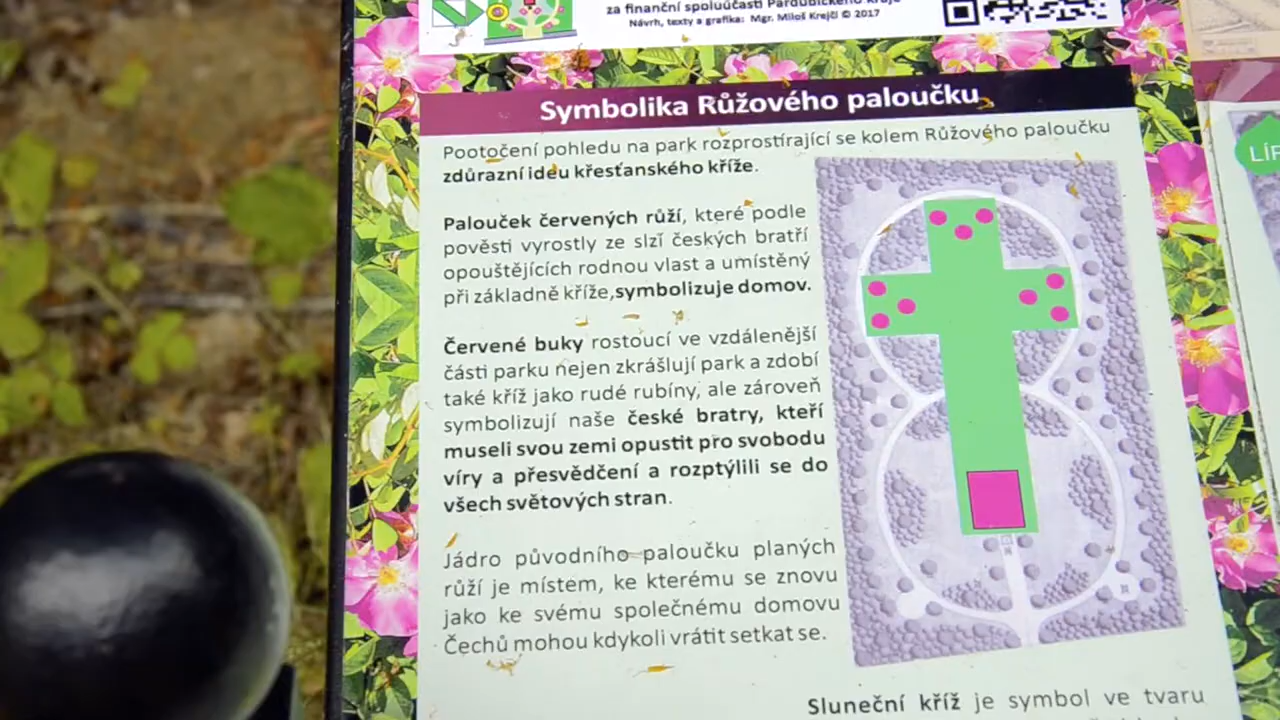 za finanční spoluúčasti Pardubického kraje
Návrh, texty a grafika: Mgr. Miloš Krejčí © 2017
Symbolika Růžového paloučku
Pootočení pohledu na park rozprostírající se kolem Růžového paloučku
zdůrazní ideu křesťanského kříže.
Palouček červených růží, které podle
pověsti vyrostly ze slzí českých bratří
opouštějících rodnou vlast a umístěný
při základně kříže,symbolizuje domov.
Červené buky rostoucí ve vzdálenější
části parku nejen zkrášlují park a zdobí
také kříž jako rudé rubíny, ale zároveň
symbolizují naše české bratry, kteří
museli svou zemi opustit pro svobodu
víry a přesvědčení a rozptýlili se do
všech světových stran.
Jádro původního paloučku planých
růží je místem, ke kterému se znovu
jako ke svému společnému domovu
Čechů mohou kdykoli vrátit setkat se.
Sluneční kříž je symbol ve tvaru